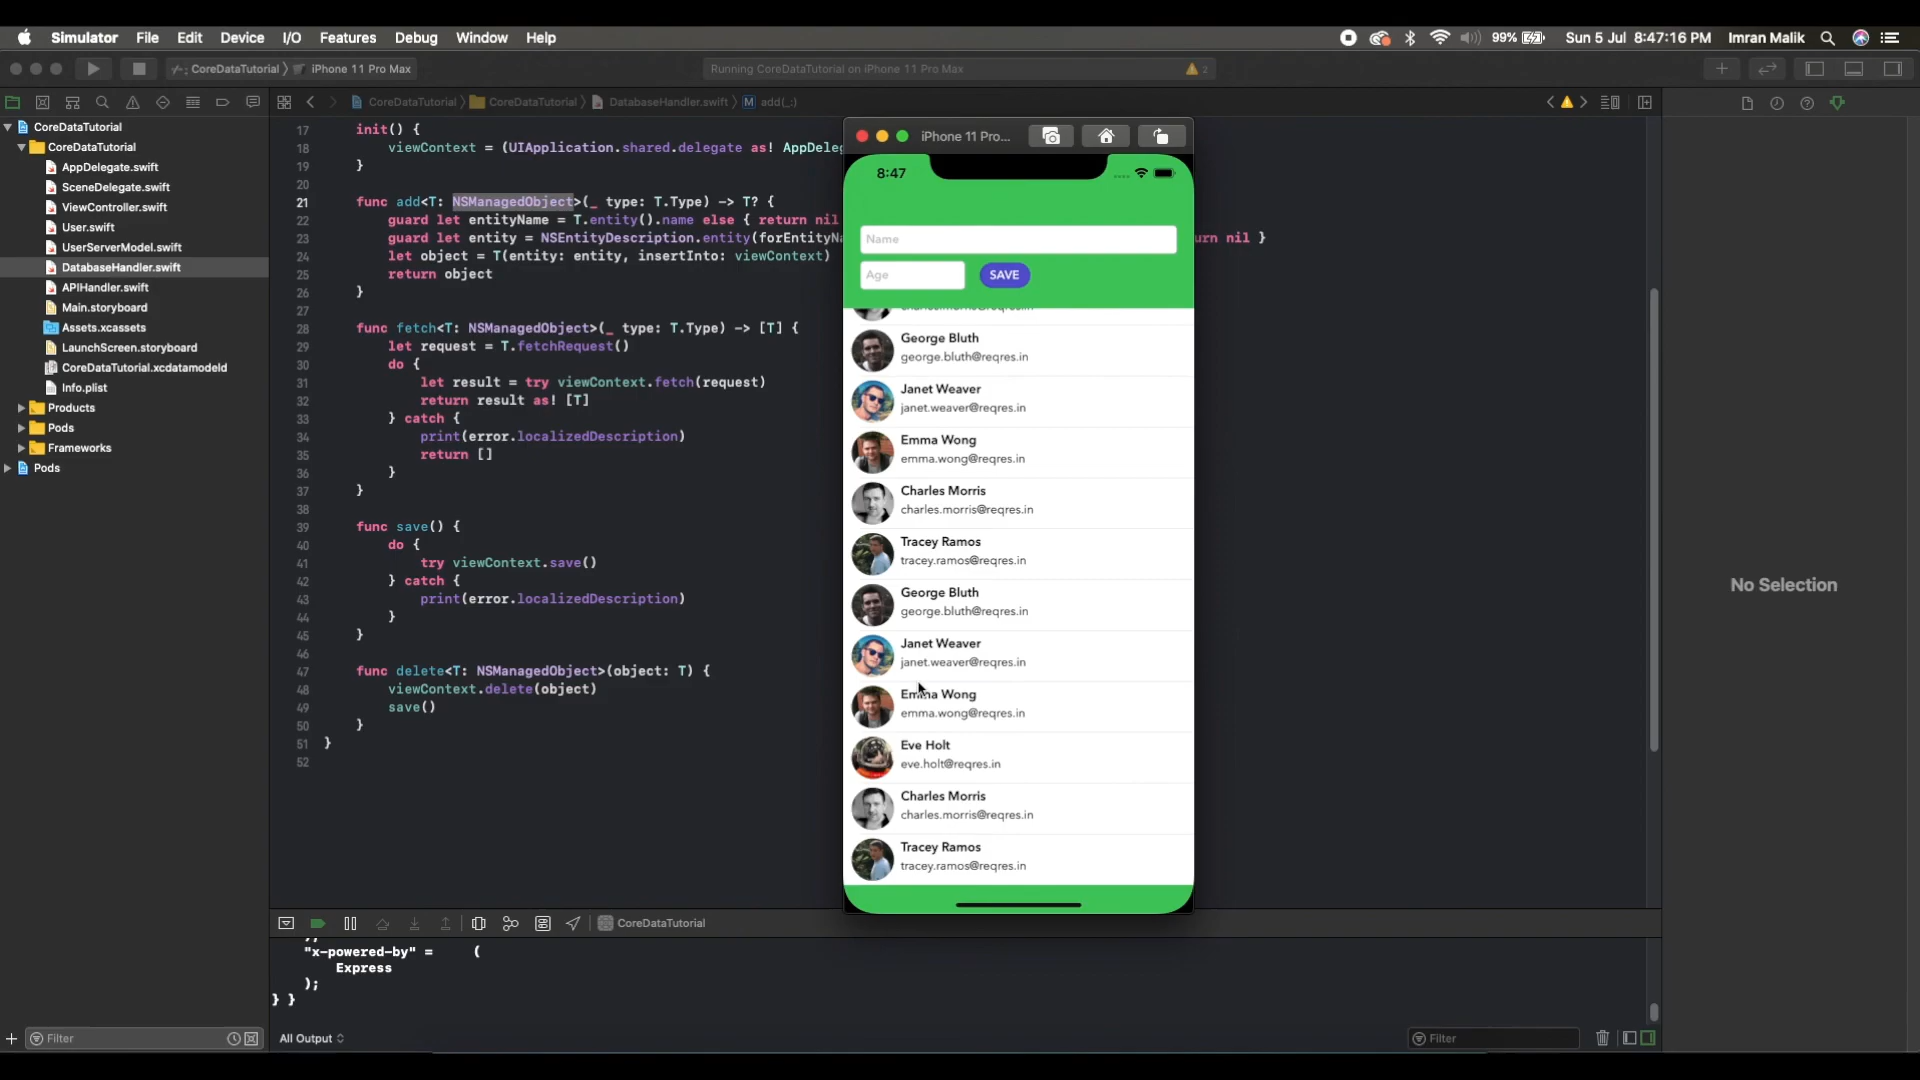 Simulator File Edit Device I/O Features Debug Window Help
99% Sun 5 Jul 8:47:16 PM Imran Malik
CoreDataTutorial iPhone 11 Pro Max
Running CoreDataTutorial on iPhone 11 Pro Max
2
CoreDataTutorial
CoreDataTutorial
AppDelegate.swift
SceneDelegate.swift
ViewController.swift
User.swift
UserServerModel.swift
DatabaseHandler.swift
APIHandler.swift
Main.storyboard
Assets.xcassets
LaunchScreen.storyboard
CoreDataTutorial.xcdatamodeld
Info.plist
Products
Pods
Frameworks
Pods
Filter
CoreDataTutorial CoreDataTutorial DatabaseHandler.swift M add(_:)
17 init() {
18 viewContext = (UIApplication.shared.delegate as! AppDeleg
19 }
20
21 func add<T: NSManagedObject>(_ type: T.Type) -> T? {
22 guard let entityName = T.entity().name else { return nil
23 guard let entity = NSEntityDescription.entity(forEntityNa urn nil }
24 let object = T(entity: entity, insertInto: viewContext)
25 return object
26 }
27
28 func fetch<T: NSManagedObject>(_ type: T.Type) -> [T] {
29 let request = T.fetchRequest()
30 do {
31 let result = try viewContext.fetch(request)
32 return result as! [T]
33 } catch {
34 print(error.localizedDescription)
35 return []
36 }
37 }
38
39 func save() {
40 do {
41 try viewContext.save()
42 } catch {
43 print(error.localizedDescription)
44 }
45 }
46
47 func delete<T: NSManagedObject>(object: T) {
48 viewContext.delete(object)
49 save()
50 }
51 }
52
iPhone 11 Pro...
8:47
Name
Age SAVE
George Bluth
george.bluth@reqres.in
Janet Weaver
janet.weaver@reqres.in
Emma Wong
emma.wong@reqres.in
Charles Morris
charles.morris@reqres.in
Tracey Ramos
tracey.ramos@reqres.in
George Bluth
george.bluth@reqres.in
Janet Weaver
janet.weaver@reqres.in
Emma Wong
emma.wong@reqres.in
Eve Holt
eve.holt@reqres.in
Charles Morris
charles.morris@reqres.in
Tracey Ramos
tracey.ramos@reqres.in
No Selection
CoreDataTutorial
);
"x-powered-by" = (
Express
);
} }
All Output
Filter